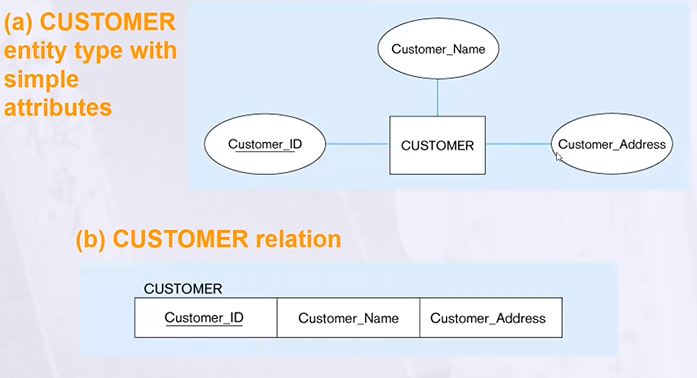 (a) CUSTOMER
entity type with
simple
attributes
Customer_Name
Customer_ID
CUSTOMER
Customer_Address
(b) CUSTOMER relation
CUSTOMER
Customer_ID Customer_Name Customer_Address